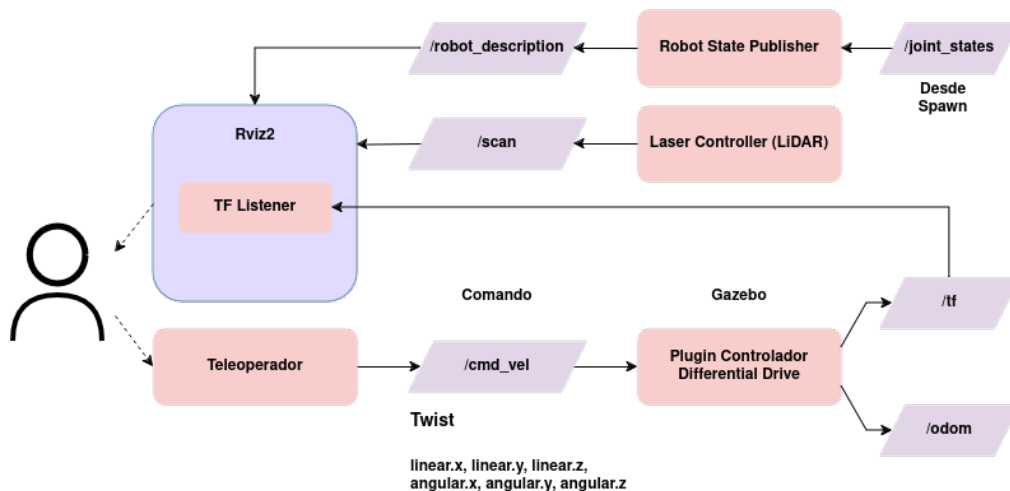 /robot_description
Robot State Publisher
/joint_states
Desde
Spawn
Rviz2
/scan
Laser Controller (LiDAR)
TF Listener
Comando
Gazebo
/tf
Teleoperador
/cmd_vel
Plugin Controlador
Differential Drive
Twist
/odom
linear.x, linear.y, linear.z,
angular.x, angular.y, angular.z